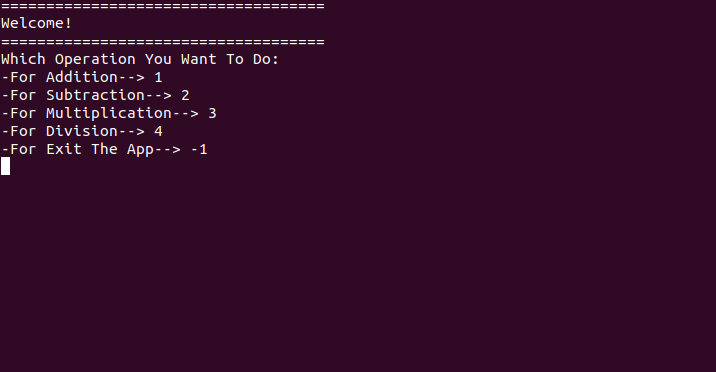 ====================================
Welcome!
====================================
Which Operation You Want To Do:
-For Addition--> 1
-For Subtraction--> 2
-For Multiplication--> 3
-For Division--> 4
-For Exit The App--> -1